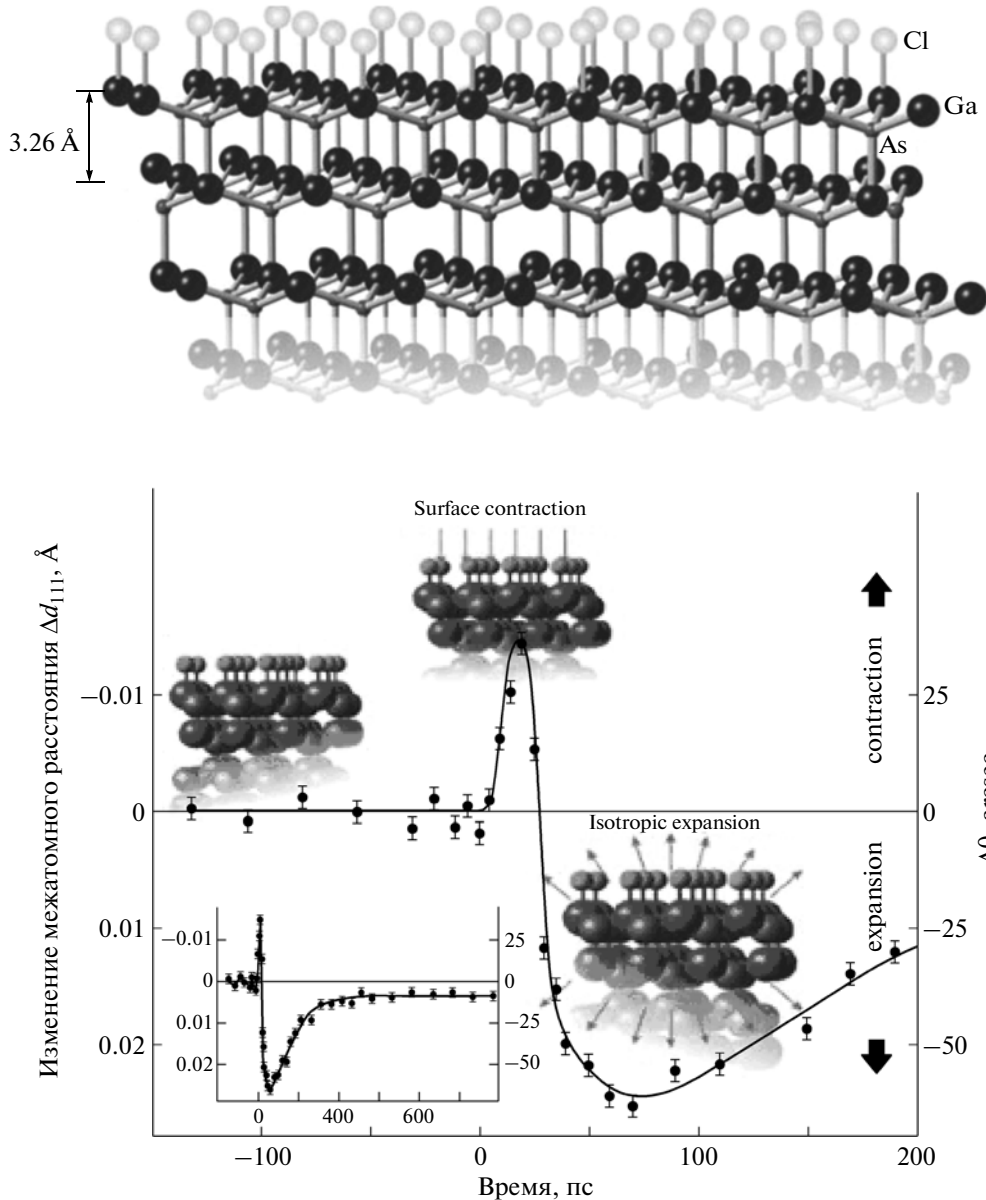 Cl
Ga
As
3.26 Å
Surface contraction
Изменение межатомного расстояния Δd₁₁₁, Å
−0.01
0
0.01
0.02
contraction
expansion
25
0
−25
−50
Isotropic expansion
−0.01
0
0.01
0.02
25
0
−25
−50
0
400
600
−100
0
100
200
Время, пс